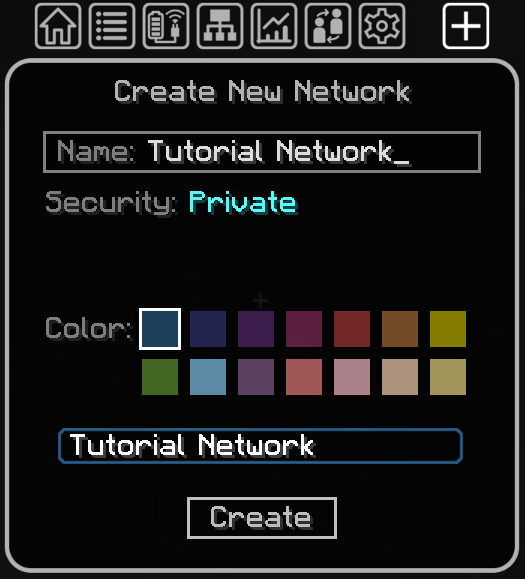 Create New Network
Name: Tutorial Network_
Security: Private
Color:
Tutorial Network
Create